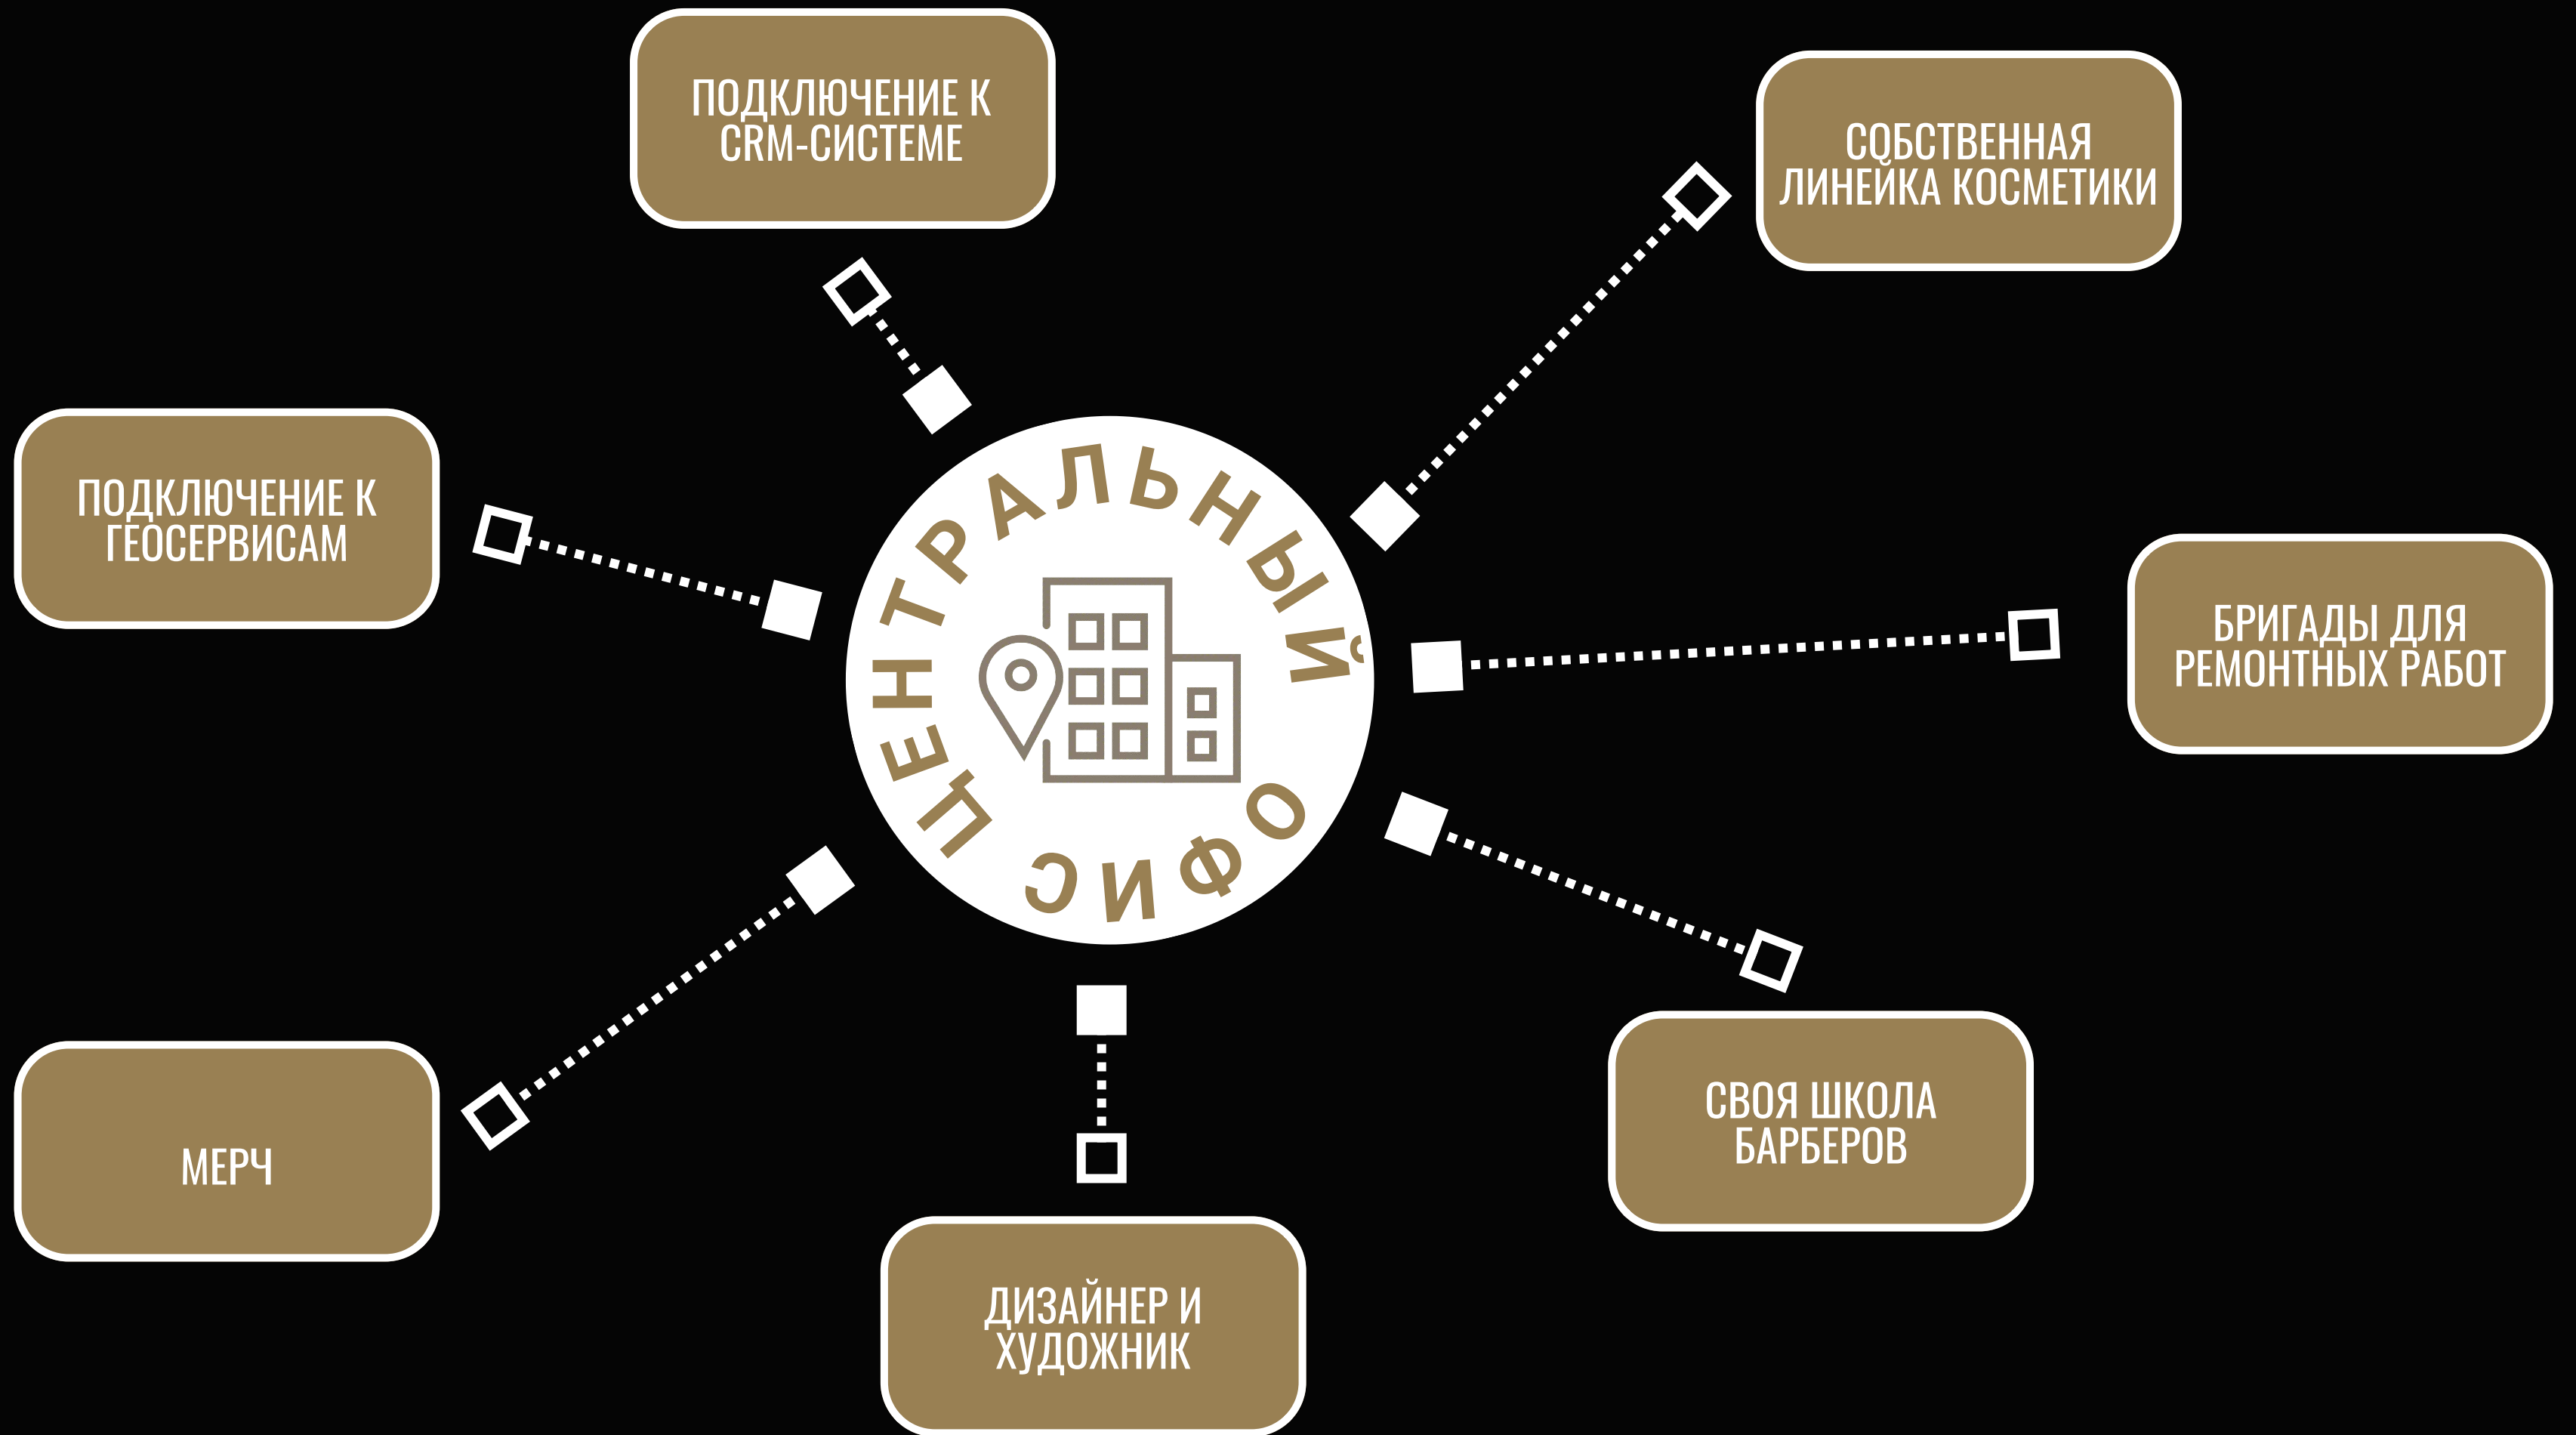 ПОДКЛЮЧЕНИЕ К
CRM-СИСТЕМЕ
СОБСТВЕННАЯ
ЛИНЕЙКА КОСМЕТИКИ
ПОДКЛЮЧЕНИЕ К
ГЕОСЕРВИСАМ
ЦЕНТРАЛЬНЫЙ
ОФИС
БРИГАДЫ ДЛЯ
РЕМОНТНЫХ РАБОТ
МЕРЧ
СВОЯ ШКОЛА
БАРБЕРОВ
ДИЗАЙНЕР И
ХУДОЖНИК